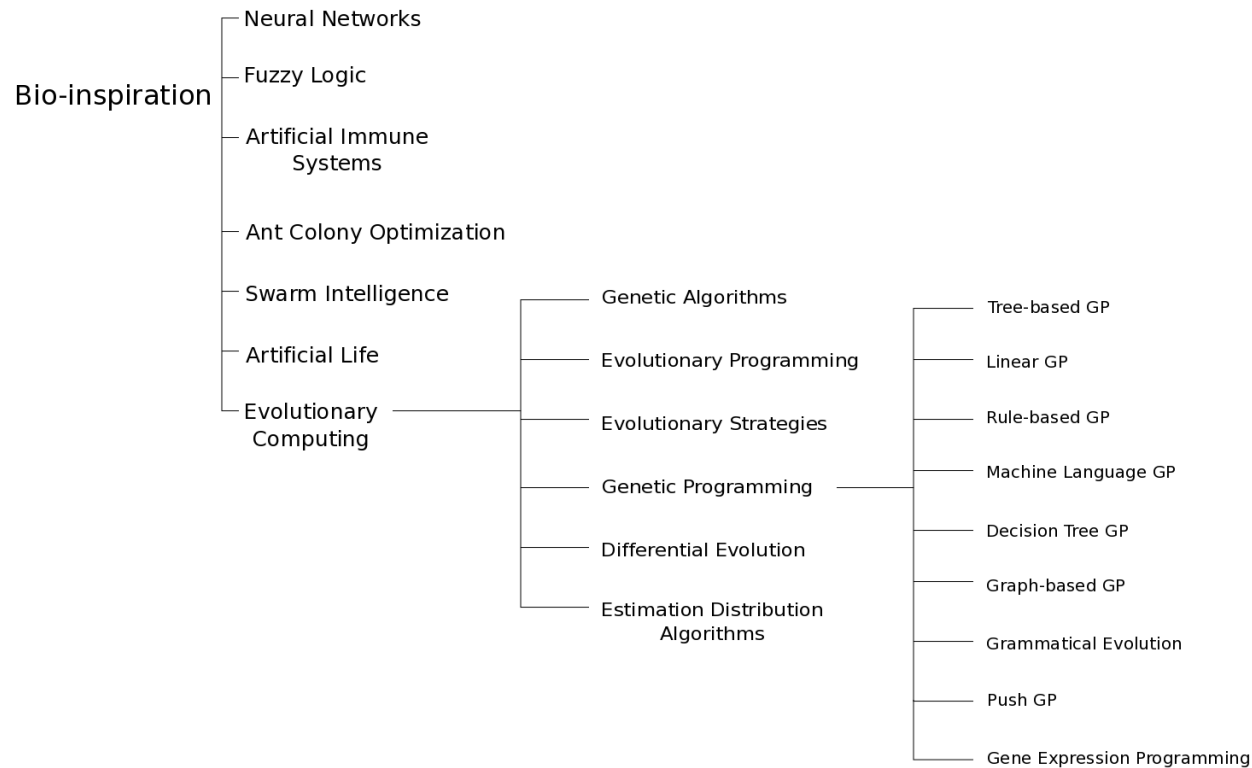 Bio-inspiration
Neural Networks
Fuzzy Logic
Artificial Immune
Systems
Ant Colony Optimization
Swarm Intelligence
Artificial Life
Evolutionary
Computing
Genetic Algorithms
Evolutionary Programming
Evolutionary Strategies
Genetic Programming
Differential Evolution
Estimation Distribution
Algorithms
Tree-based GP
Linear GP
Rule-based GP
Machine Language GP
Decision Tree GP
Graph-based GP
Grammatical Evolution
Push GP
Gene Expression Programming